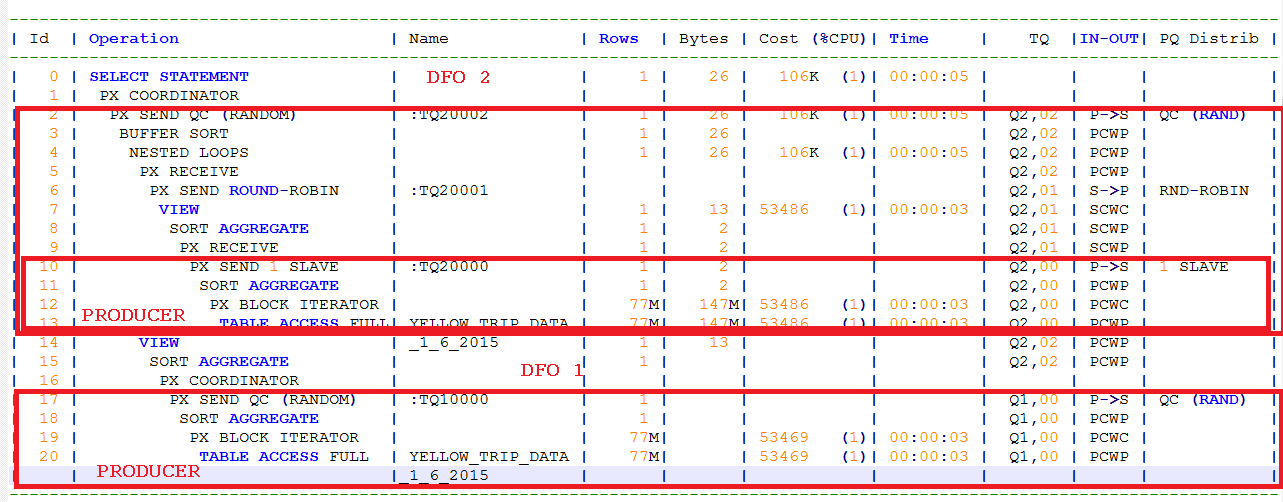 | Id | Operation | Name | Rows | Bytes | Cost (%CPU)| Time | TQ |IN-OUT| PQ Distrib |
| 0 | SELECT STATEMENT | DFO 2 | 1 | 26 | 106K (1)| 00:00:05 | | | |
| 1 | PX COORDINATOR | | | | | | | | |
| 2 | PX SEND QC (RANDOM) | :TQ20002 | 1 | 26 | 106K (1)| 00:00:05 | Q2,02 | P->S | QC (RAND) |
| 3 | BUFFER SORT | | 1 | 26 | | | Q2,02 | PCWP | |
| 4 | NESTED LOOPS | | 1 | 26 | 106K (1)| 00:00:05 | Q2,02 | PCWP | |
| 5 | PX RECEIVE | | | | | | Q2,02 | PCWP | |
| 6 | PX SEND ROUND-ROBIN | :TQ20001 | | | | | Q2,01 | S->P | RND-ROBIN |
| 7 | VIEW | | 1 | 13 | 53486 (1)| 00:00:03 | Q2,01 | SCWC | |
| 8 | SORT AGGREGATE | | 1 | 2 | | | Q2,01 | SCWP | |
| 9 | PX RECEIVE | | 1 | 2 | | | Q2,01 | SCWP | |
| 10 | PX SEND 1 SLAVE | :TQ20000 | 1 | 2 | | | Q2,00 | P->S | 1 SLAVE |
| 11 | SORT AGGREGATE | | 1 | 2 | | | Q2,00 | PCWP | |
| 12 | PX BLOCK ITERATOR | | 77M| 147M| 53486 (1)| 00:00:03 | Q2,00 | PCWC | |
PRODUCER
| 13 | TABLE ACCESS FULL| YELLOW_TRIP_DATA | 77M| 147M| 53486 (1)| 00:00:03 | Q2,00 | PCWP | |
| 14 | VIEW | _1_6_2015 | 1 | 13 | | | Q2,02 | PCWP | |
| 15 | SORT AGGREGATE | | 1 | | | | Q2,02 | PCWP | |
DFO 1
| 16 | PX COORDINATOR | | | | | | | | |
| 17 | PX SEND QC (RANDOM) | :TQ10000 | 1 | | | | Q1,00 | P->S | QC (RAND) |
| 18 | SORT AGGREGATE | | 1 | | | | Q1,00 | PCWP | |
| 19 | PX BLOCK ITERATOR | | 77M| | 53469 (1)| 00:00:03 | Q1,00 | PCWC | |
| 20 | TABLE ACCESS FULL | YELLOW_TRIP_DATA | 77M| | 53469 (1)| 00:00:03 | Q1,00 | PCWP | |
PRODUCER | _1_6_2015 | | | | | | | |